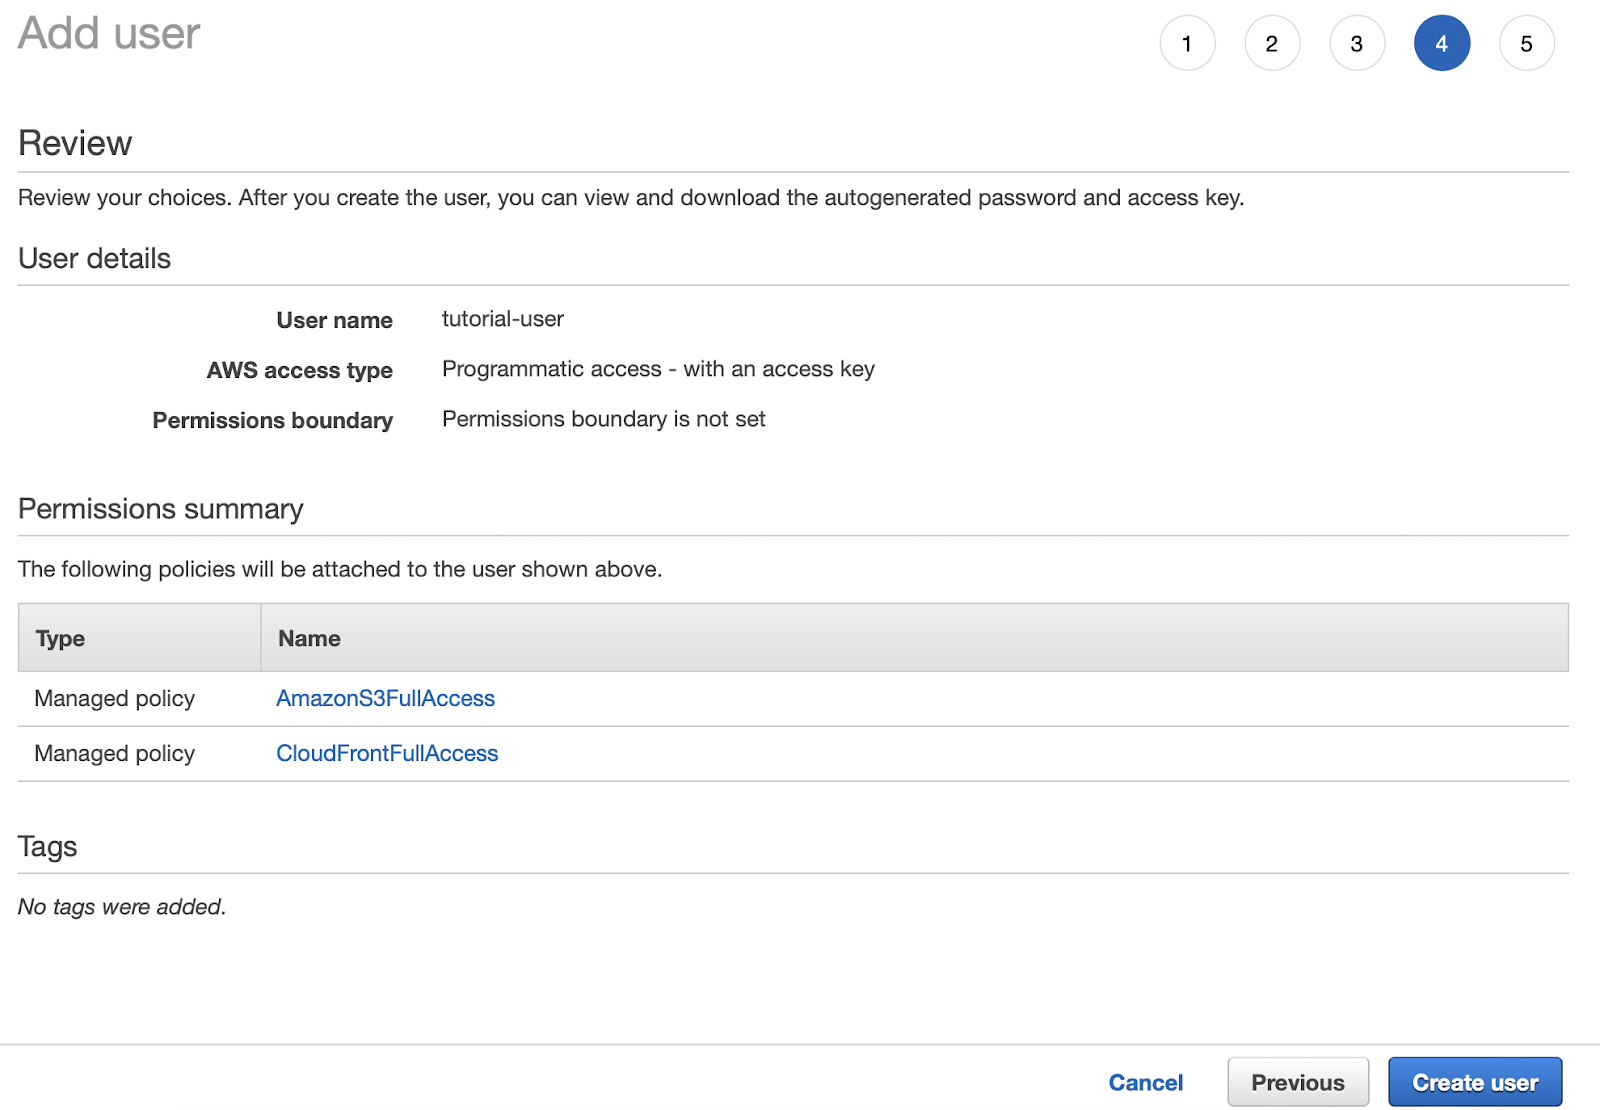 Add user
1 2 3 4 5
Review
Review your choices. After you create the user, you can view and download the autogenerated password and access key.
User details
User name tutorial-user
AWS access type Programmatic access - with an access key
Permissions boundary Permissions boundary is not set
Permissions summary
The following policies will be attached to the user shown above.
Type Name
Managed policy AmazonS3FullAccess
Managed policy CloudFrontFullAccess
Tags
No tags were added.
Cancel Previous Create user